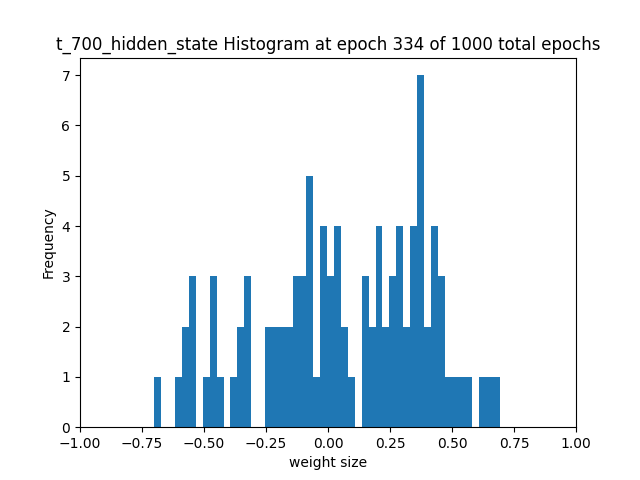 t_700_hidden_state Histogram at epoch 334 of 1000 total epochs
7
6
5
4
3
2
1
0
Frequency
−1.00 −0.75 −0.50 −0.25 0.00 0.25 0.50 0.75 1.00
weight size